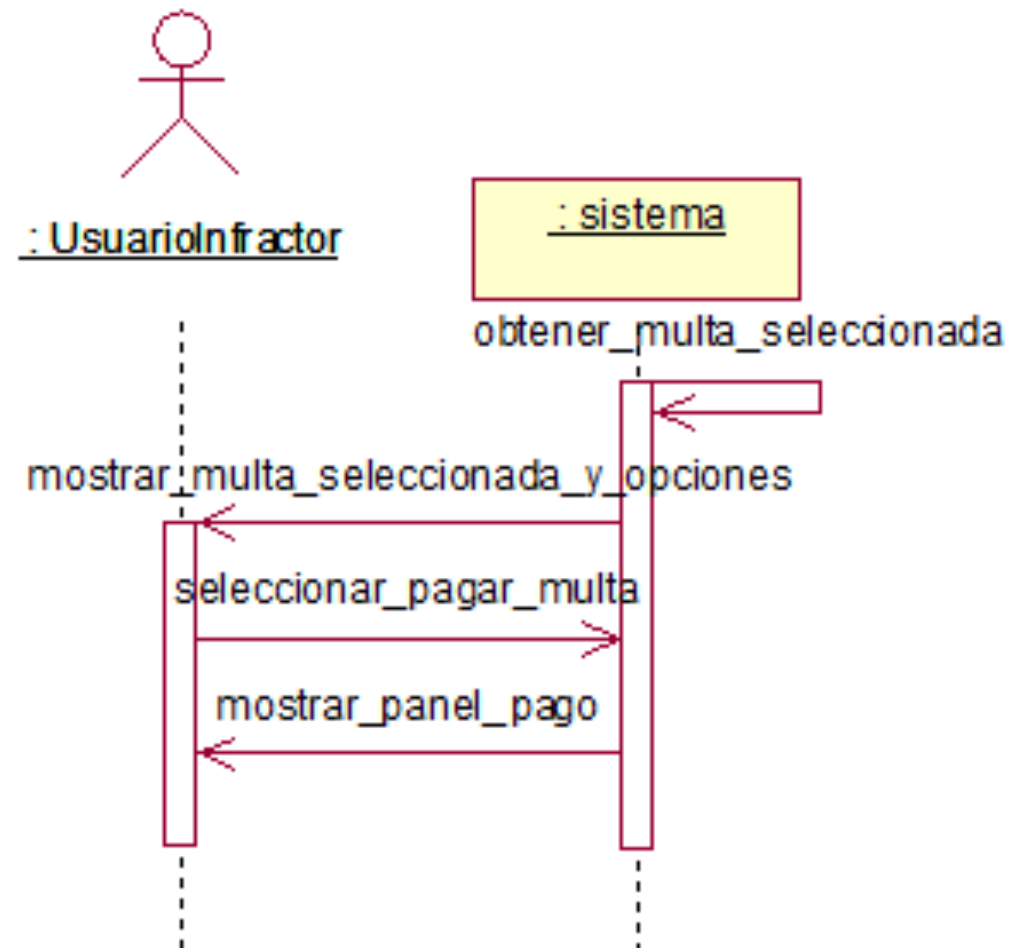 : UsuarioInfractor
: sistema
obtener_multa_seleccionada
mostrar_multa_seleccionada_y_opciones
seleccionar_pagar_multa
mostrar_panel_pago